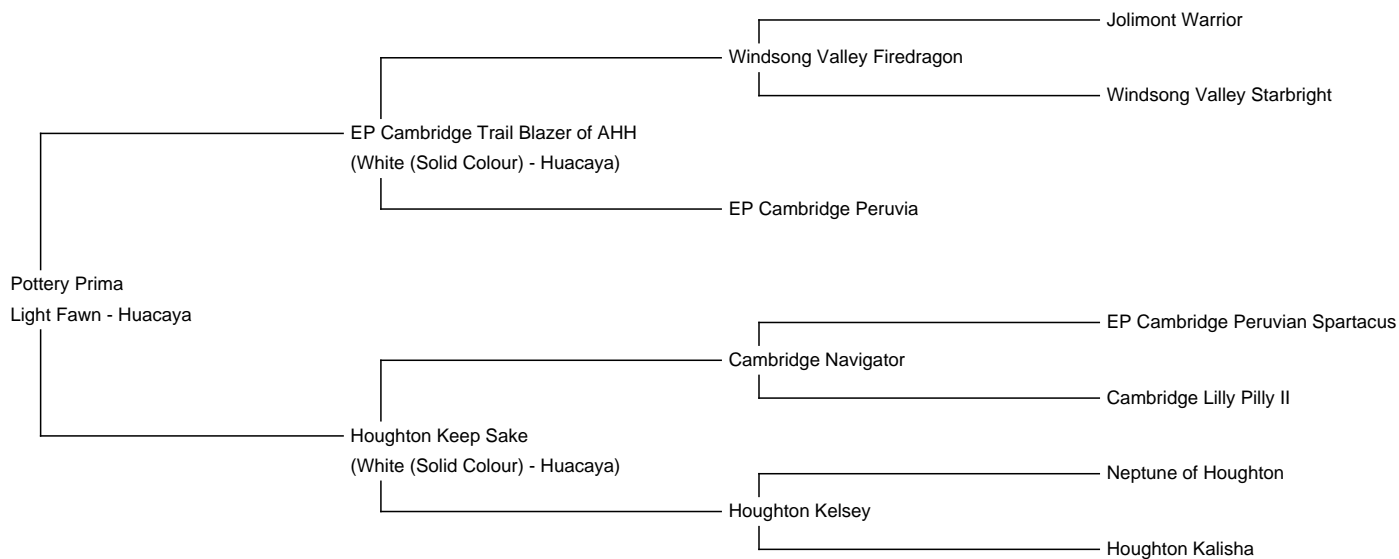 Jolimont Warrior
Windsong Valley Firedragon
Windsong Valley Starbright
EP Cambridge Trail Blazer of AHH
(White (Solid Colour) - Huacaya)
EP Cambridge Peruvia
Pottery Prima
Light Fawn - Huacaya
EP Cambridge Peruvian Spartacus
Cambridge Navigator
Cambridge Lilly Pilly II
Houghton Keep Sake
(White (Solid Colour) - Huacaya)
Neptune of Houghton
Houghton Kelsey
Houghton Kalisha